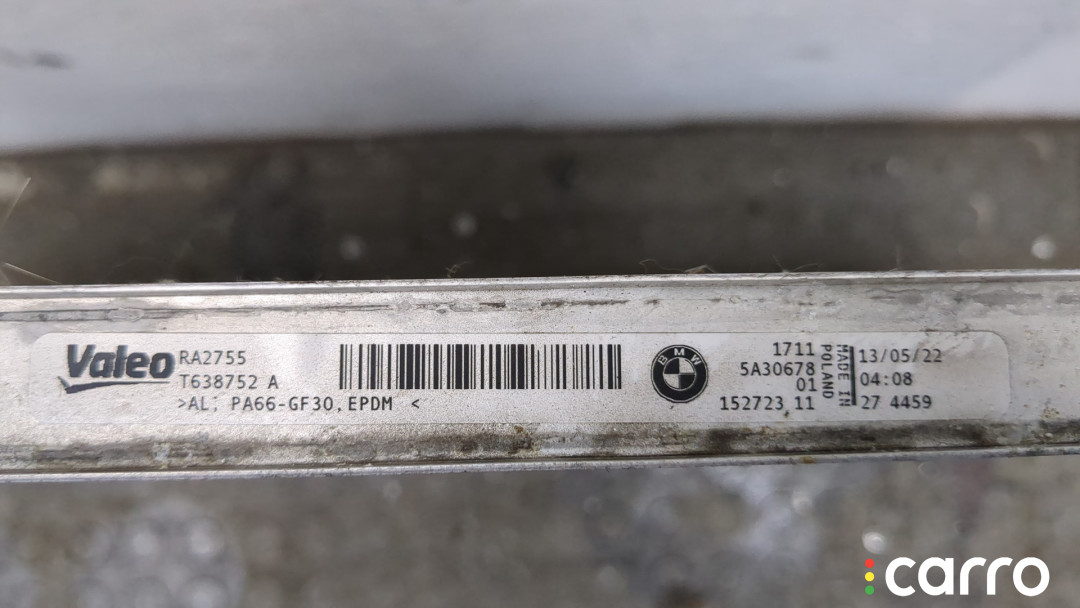 Valeo RA2755
T638752 A
>AL; PA66-GF30,EPDM <
BMW
1711
5A30678
01
152723 11
MADE IN
POLAND
13/05/22
04:08
27 4459
carro